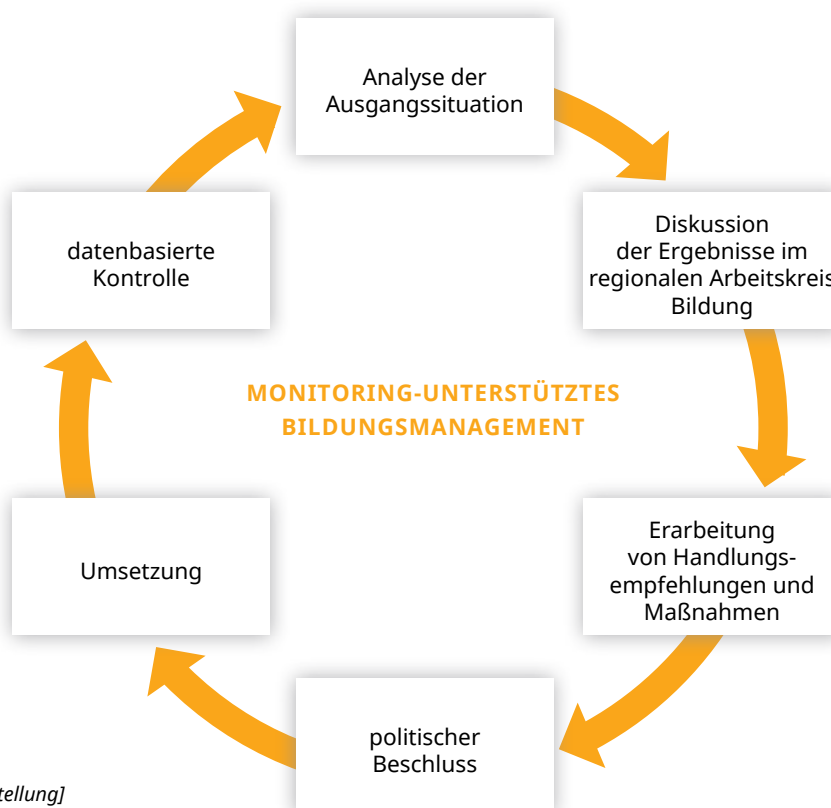 Analyse der
Ausgangssituation
Diskussion
der Ergebnisse im
regionalen Arbeitskreis
Bildung
datenbasierte
Kontrolle
MONITORING-UNTERSTÜTZTES
BILDUNGSMANAGEMENT
Erarbeitung
von Handlungs-
empfehlungen und
Maßnahmen
Umsetzung
politischer
Beschluss
tellung]